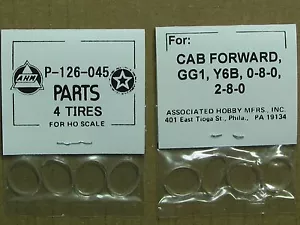 AHM
P-126-045
PARTS
4 TIRES
FOR HO SCALE
For:
CAB FORWARD,
GG1, Y6B, 0-8-0,
2-8-0
ASSOCIATED HOBBY MFRS., INC.
401 East Tioga St., Phila., PA 19134